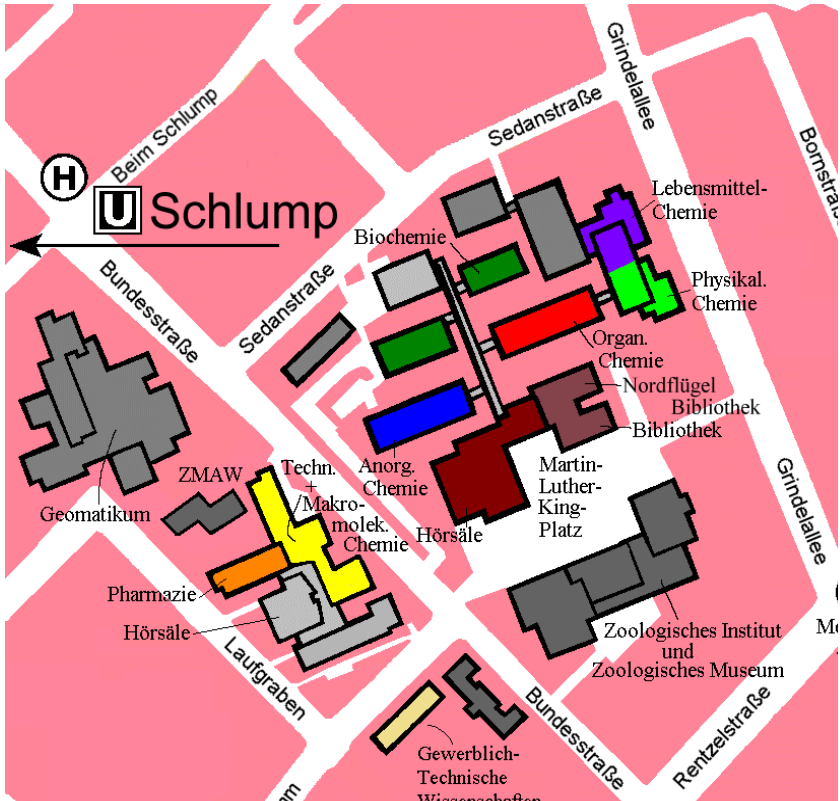 Grindelallee
Sedanstraße
Beim Schlump
H
U Schlump
Lebensmittel-
Chemie
Biochemie
Bundesstraße
Sedanstraße
Physikal.
Chemie
Organ.
Chemie
Nordflügel
Bibliothek
Bibliothek
ZMAW
Techn.
+
Makro-
molek.
Chemie
Anorg.
Chemie
Martin-
Luther-
King-
Platz
Geomatikum
Hörsäle
Grindelallee
Pharmazie
Hörsäle
Laufgraben
Zoologisches Institut
und
Zoologisches Museum
Bundesstraße
Rentzelstraße
Gewerblich-
Technische